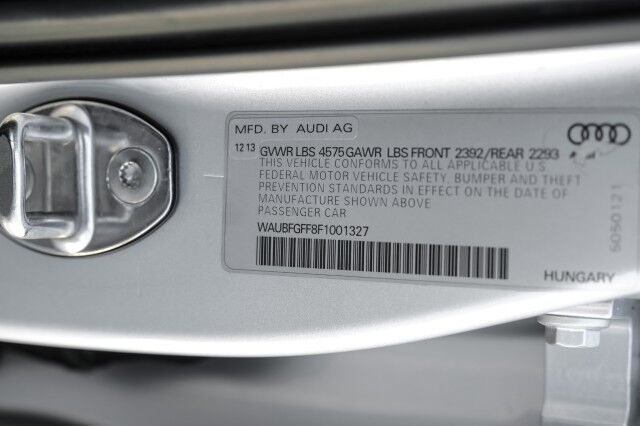 MFD. BY AUDI AG
12 13 GVWR LBS 4575 GAWR LBS FRONT 2392/REAR 2293
THIS VEHICLE CONFORMS TO ALL APPLICABLE U.S.
FEDERAL MOTOR VEHICLE SAFETY, BUMPER AND THEFT
PREVENTION STANDARDS IN EFFECT ON THE DATE OF
MANUFACTURE SHOWN ABOVE
PASSENGER CAR
WAUBFGFF8F1001327
HUNGARY
5050121